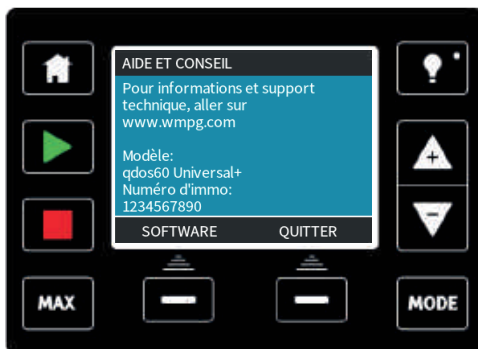 AIDE ET CONSEIL
Pour informations et support
technique, aller sur
www.wmpg.com
Modèle:
qdos60 Universal+
Numéro d'immo:
1234567890
SOFTWARE QUITTER
MAX
MODE